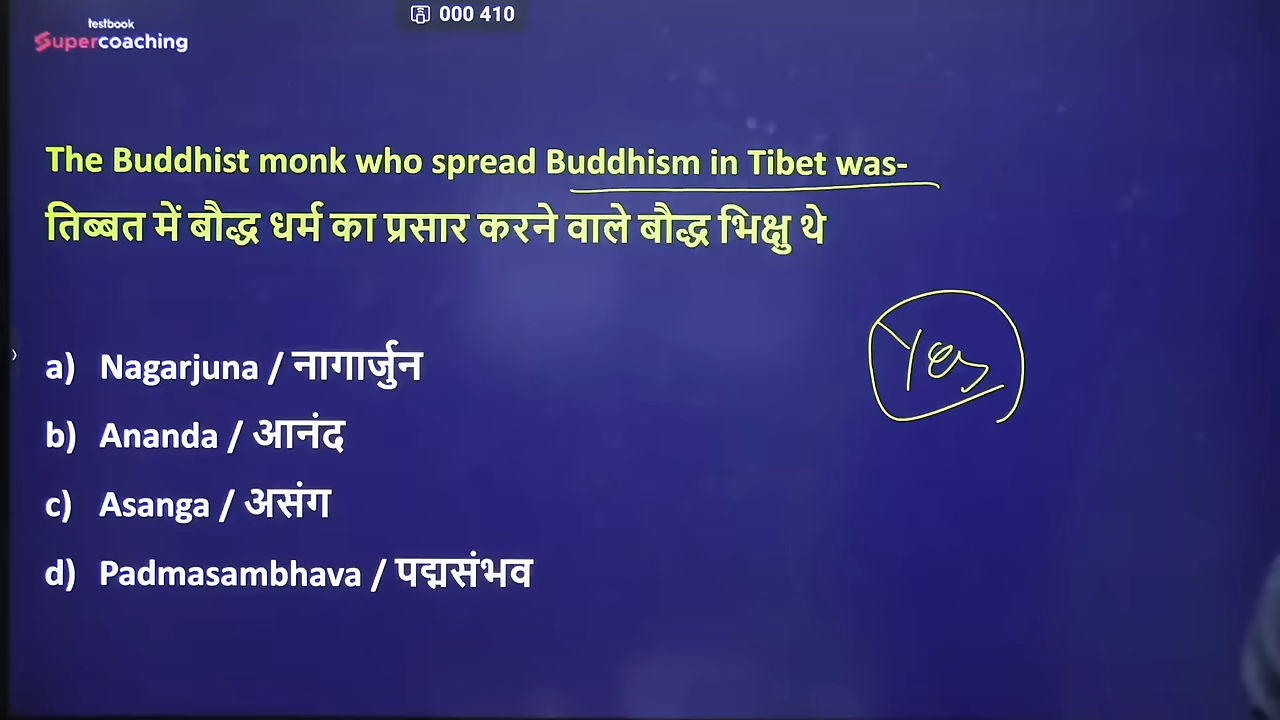 000 410
testbook
Supercoaching
The Buddhist monk who spread Buddhism in Tibet was-
तिब्बत में बौद्ध धर्म का प्रसार करने वाले बौद्ध भिक्षु थे
Yes
a) Nagarjuna / नागार्जुन
b) Ananda / आनंद
c) Asanga / असंग
d) Padmasambhava / पद्मसंभव